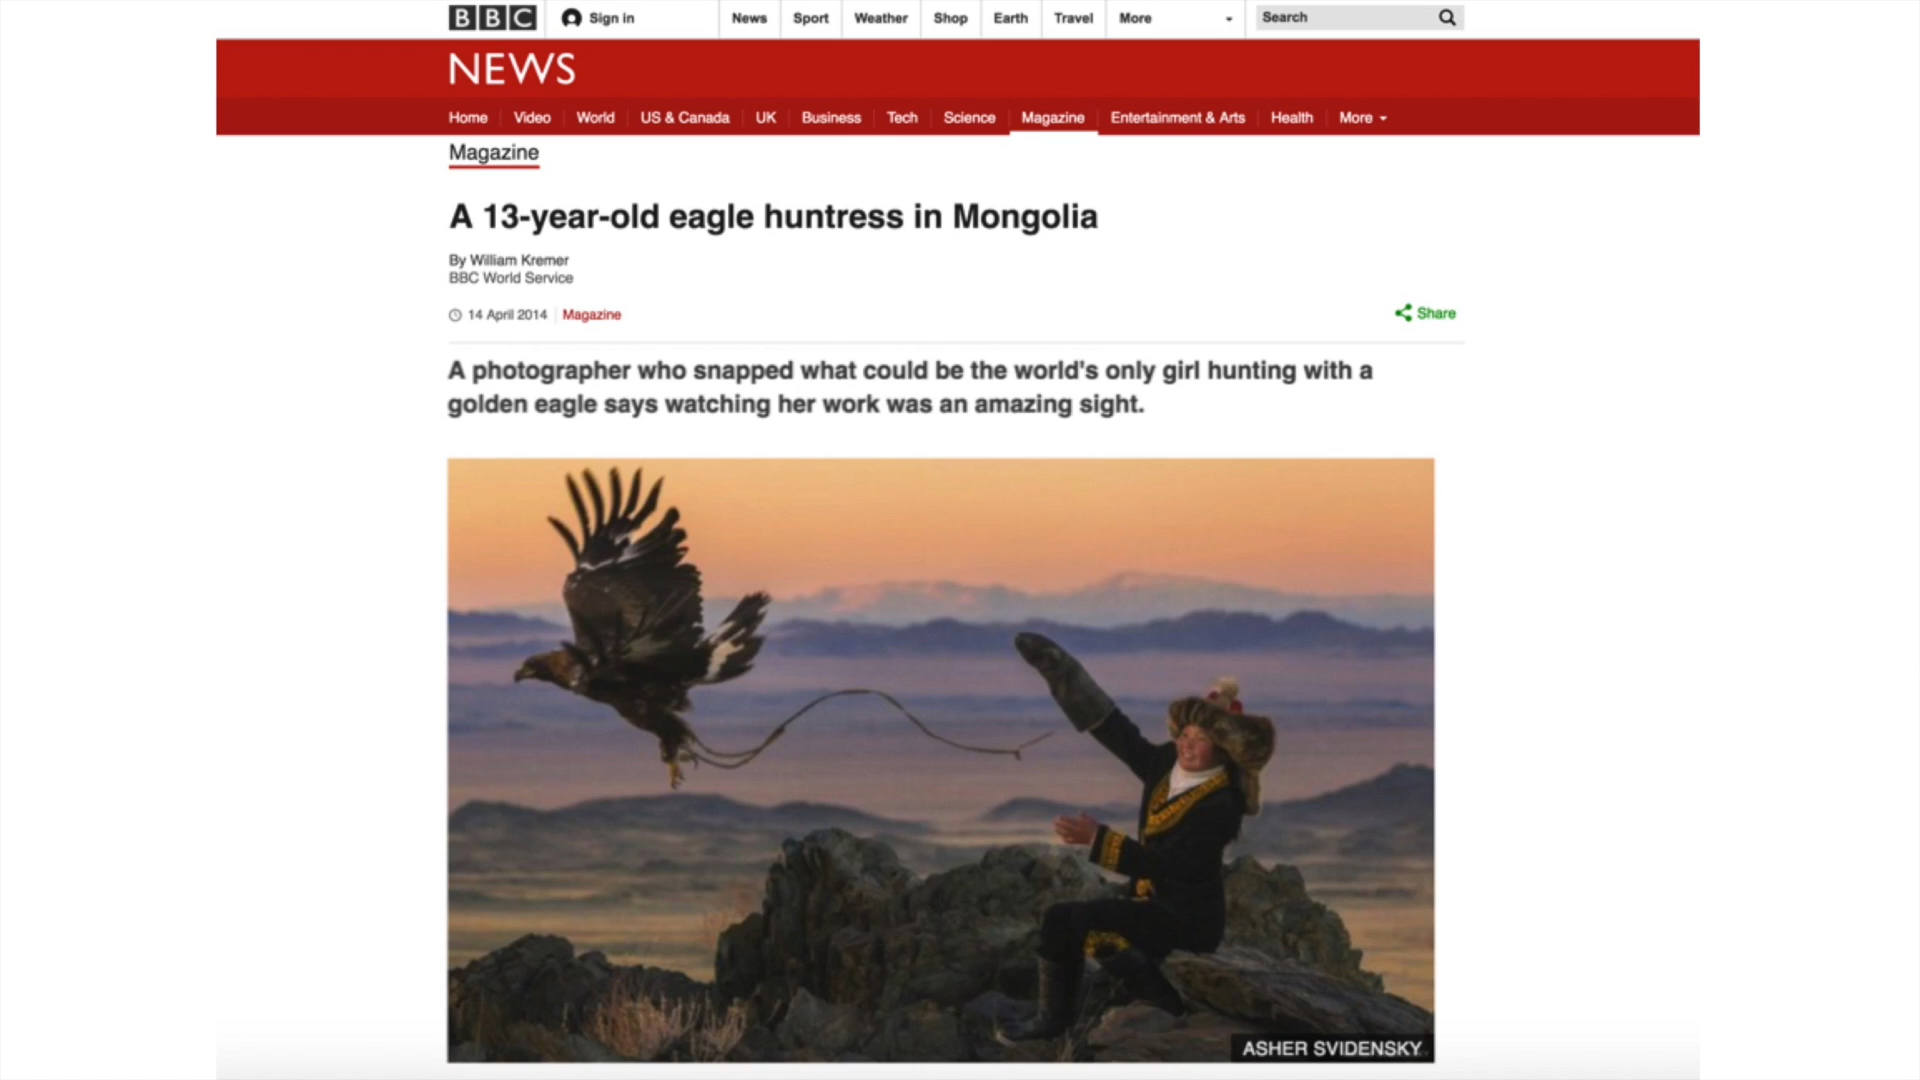 BBC Sign in News Sport Weather Shop Earth Travel More Search
NEWS
Home Video World US & Canada UK Business Tech Science Magazine Entertainment & Arts Health More
Magazine
A 13-year-old eagle huntress in Mongolia
By William Kremer
BBC World Service
14 April 2014 Magazine
Share
A photographer who snapped what could be the world's only girl hunting with a
golden eagle says watching her work was an amazing sight.
ASHER SVIDENSKY